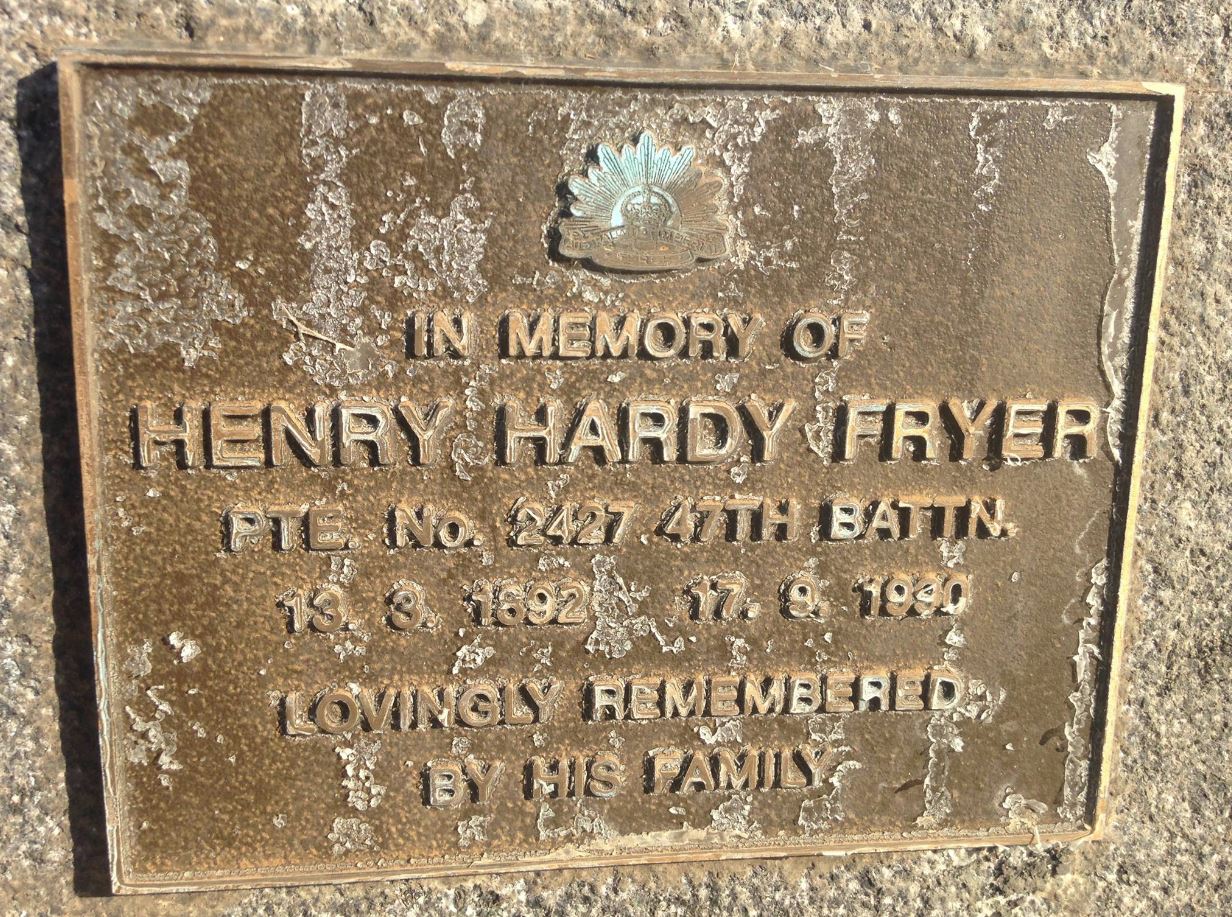 IN MEMORY OF
HENRY HARDY FRYER
PTE. No. 2427 47TH BATTN.
13. 3. 1892 17. 9. 1930
LOVINGLY REMEMBERED
BY HIS FAMILY